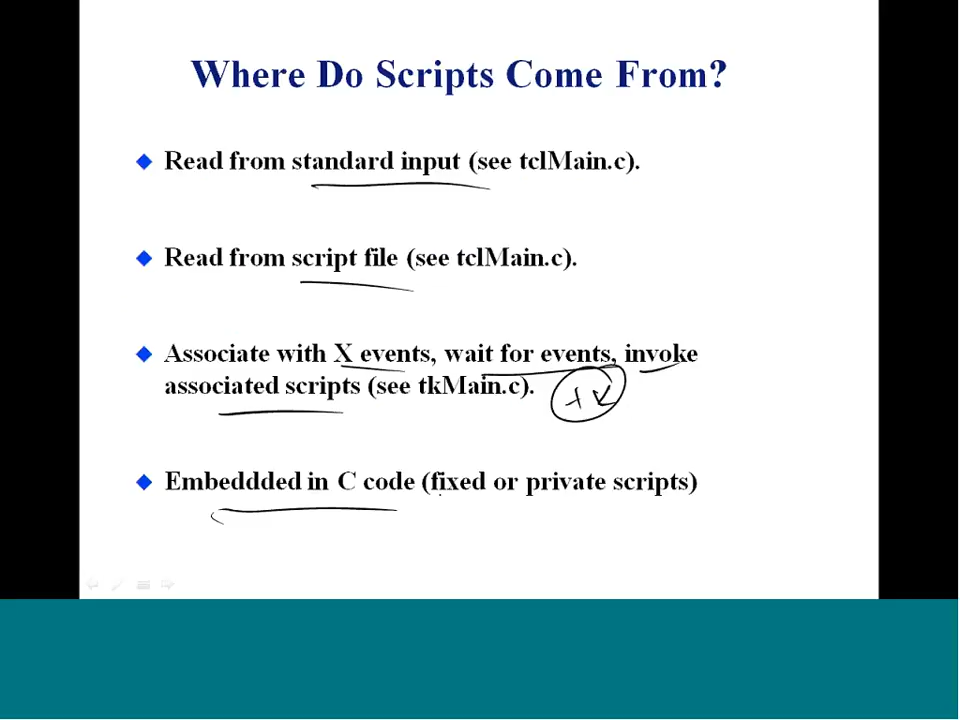 Where Do Scripts Come From?
Read from standard input (see tclMain.c).
Read from script file (see tclMain.c).
Associate with X events, wait for events, invoke
associated scripts (see tkMain.c).
Embeddded in C code (fixed or private scripts)